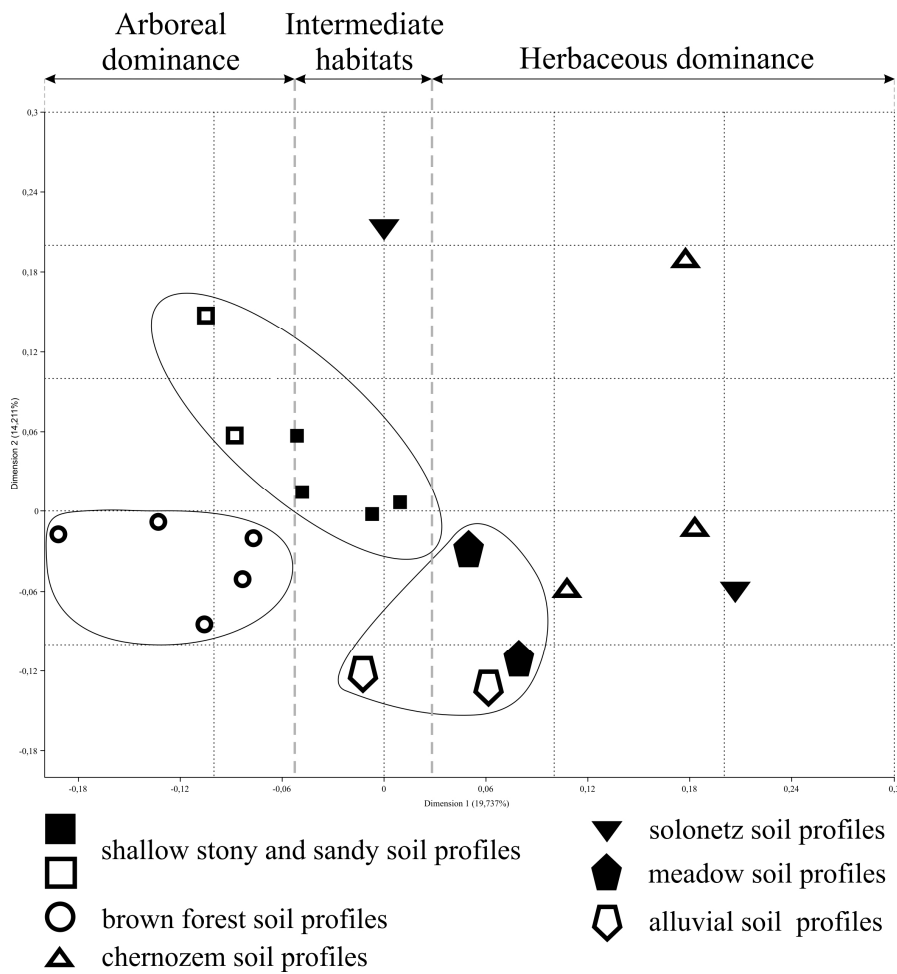 Arboreal
dominance
Intermediate
habitats
Herbaceous dominance
0,3
0,24
0,18
0,12
0,06
0
-0,06
-0,12
-0,18
Dimension 2 (14,211%)
-0,18 -0,12 -0,06 0 0,06 0,12 0,18 0,24
Dimension 1 (19,737%)
shallow stony and sandy soil profiles
brown forest soil profiles
chernozem soil profiles
solonetz soil profiles
meadow soil profiles
alluvial soil profiles